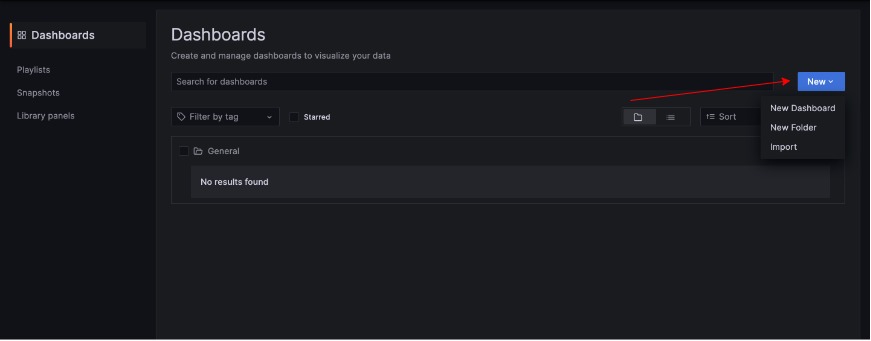 Dashboards
Playlists
Snapshots
Library panels
Dashboards
Create and manage dashboards to visualize your data
Search for dashboards
New
Filter by tag
Starred
Sort
New Dashboard
New Folder
Import
General
No results found